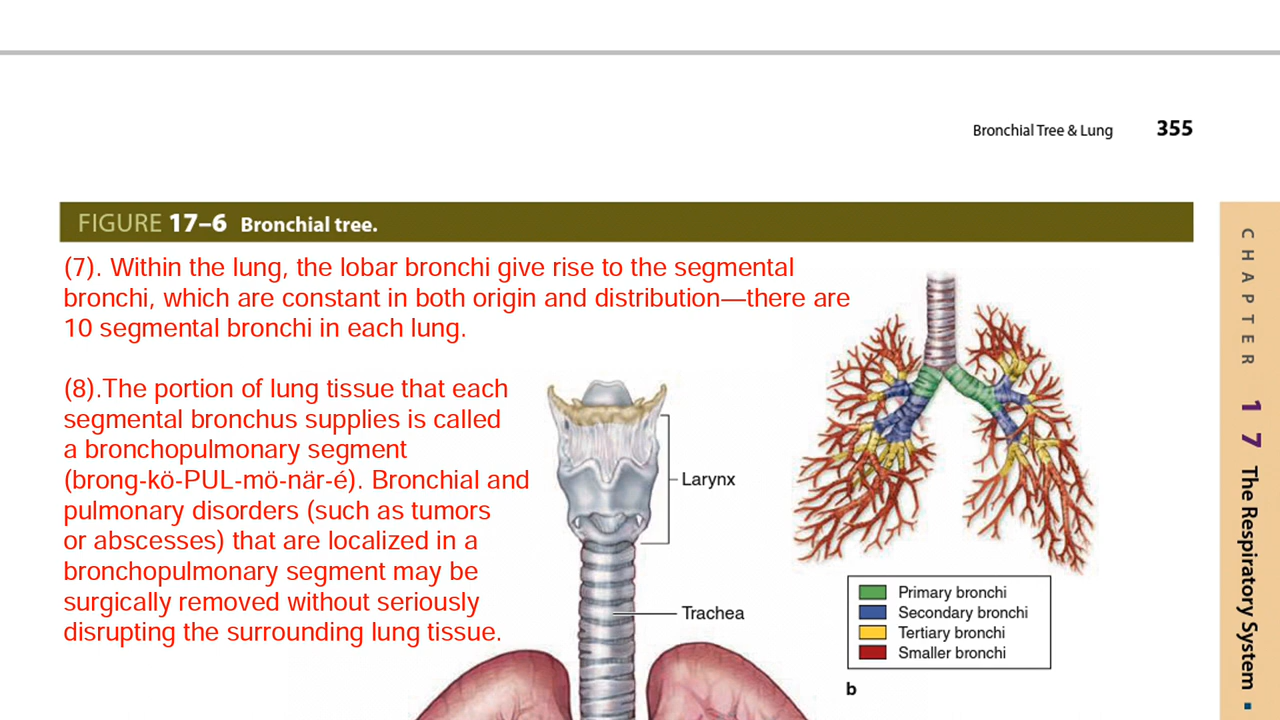 Bronchial Tree & Lung 355
FIGURE 17–6 Bronchial tree.
(7). Within the lung, the lobar bronchi give rise to the segmental
bronchi, which are constant in both origin and distribution—there are
10 segmental bronchi in each lung.
(8).The portion of lung tissue that each
segmental bronchus supplies is called
a bronchopulmonary segment
(brong-kö-PUL-mö-när-é). Bronchial and
pulmonary disorders (such as tumors
or abscesses) that are localized in a
bronchopulmonary segment may be
surgically removed without seriously
disrupting the surrounding lung tissue.
Larynx
Trachea
Primary bronchi
Secondary bronchi
Tertiary bronchi
Smaller bronchi
b
CHAPTER 17 The Respiratory System